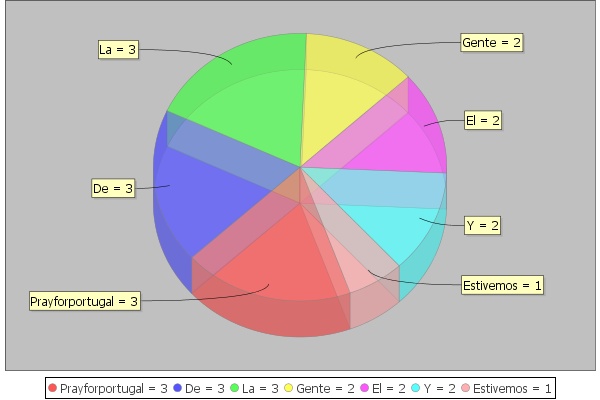 Gente = 2
La = 3
El = 2
De = 3
Y = 2
Estivemos = 1
Prayforportugal = 3
Prayforportugal = 3 De = 3 La = 3 Gente = 2 El = 2 Y = 2 Estivemos = 1